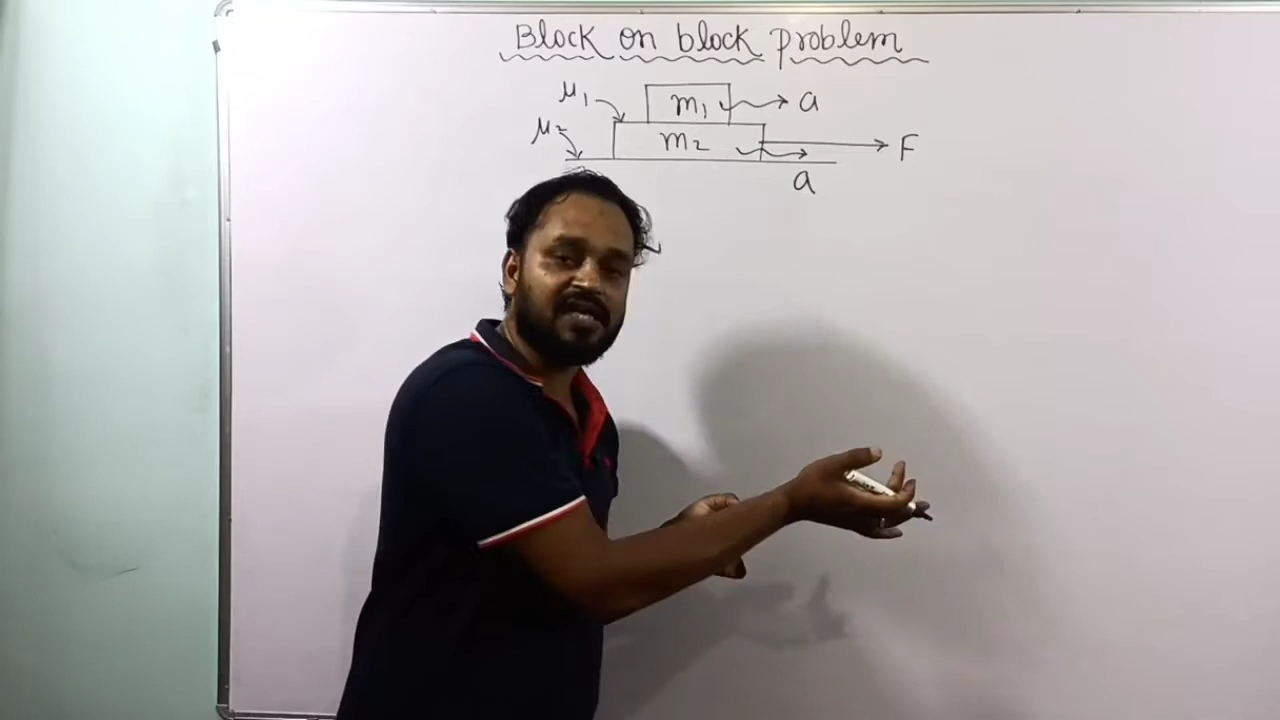 Block on block problem
μ₁ m₁ a
μ₂ m₂ F
a